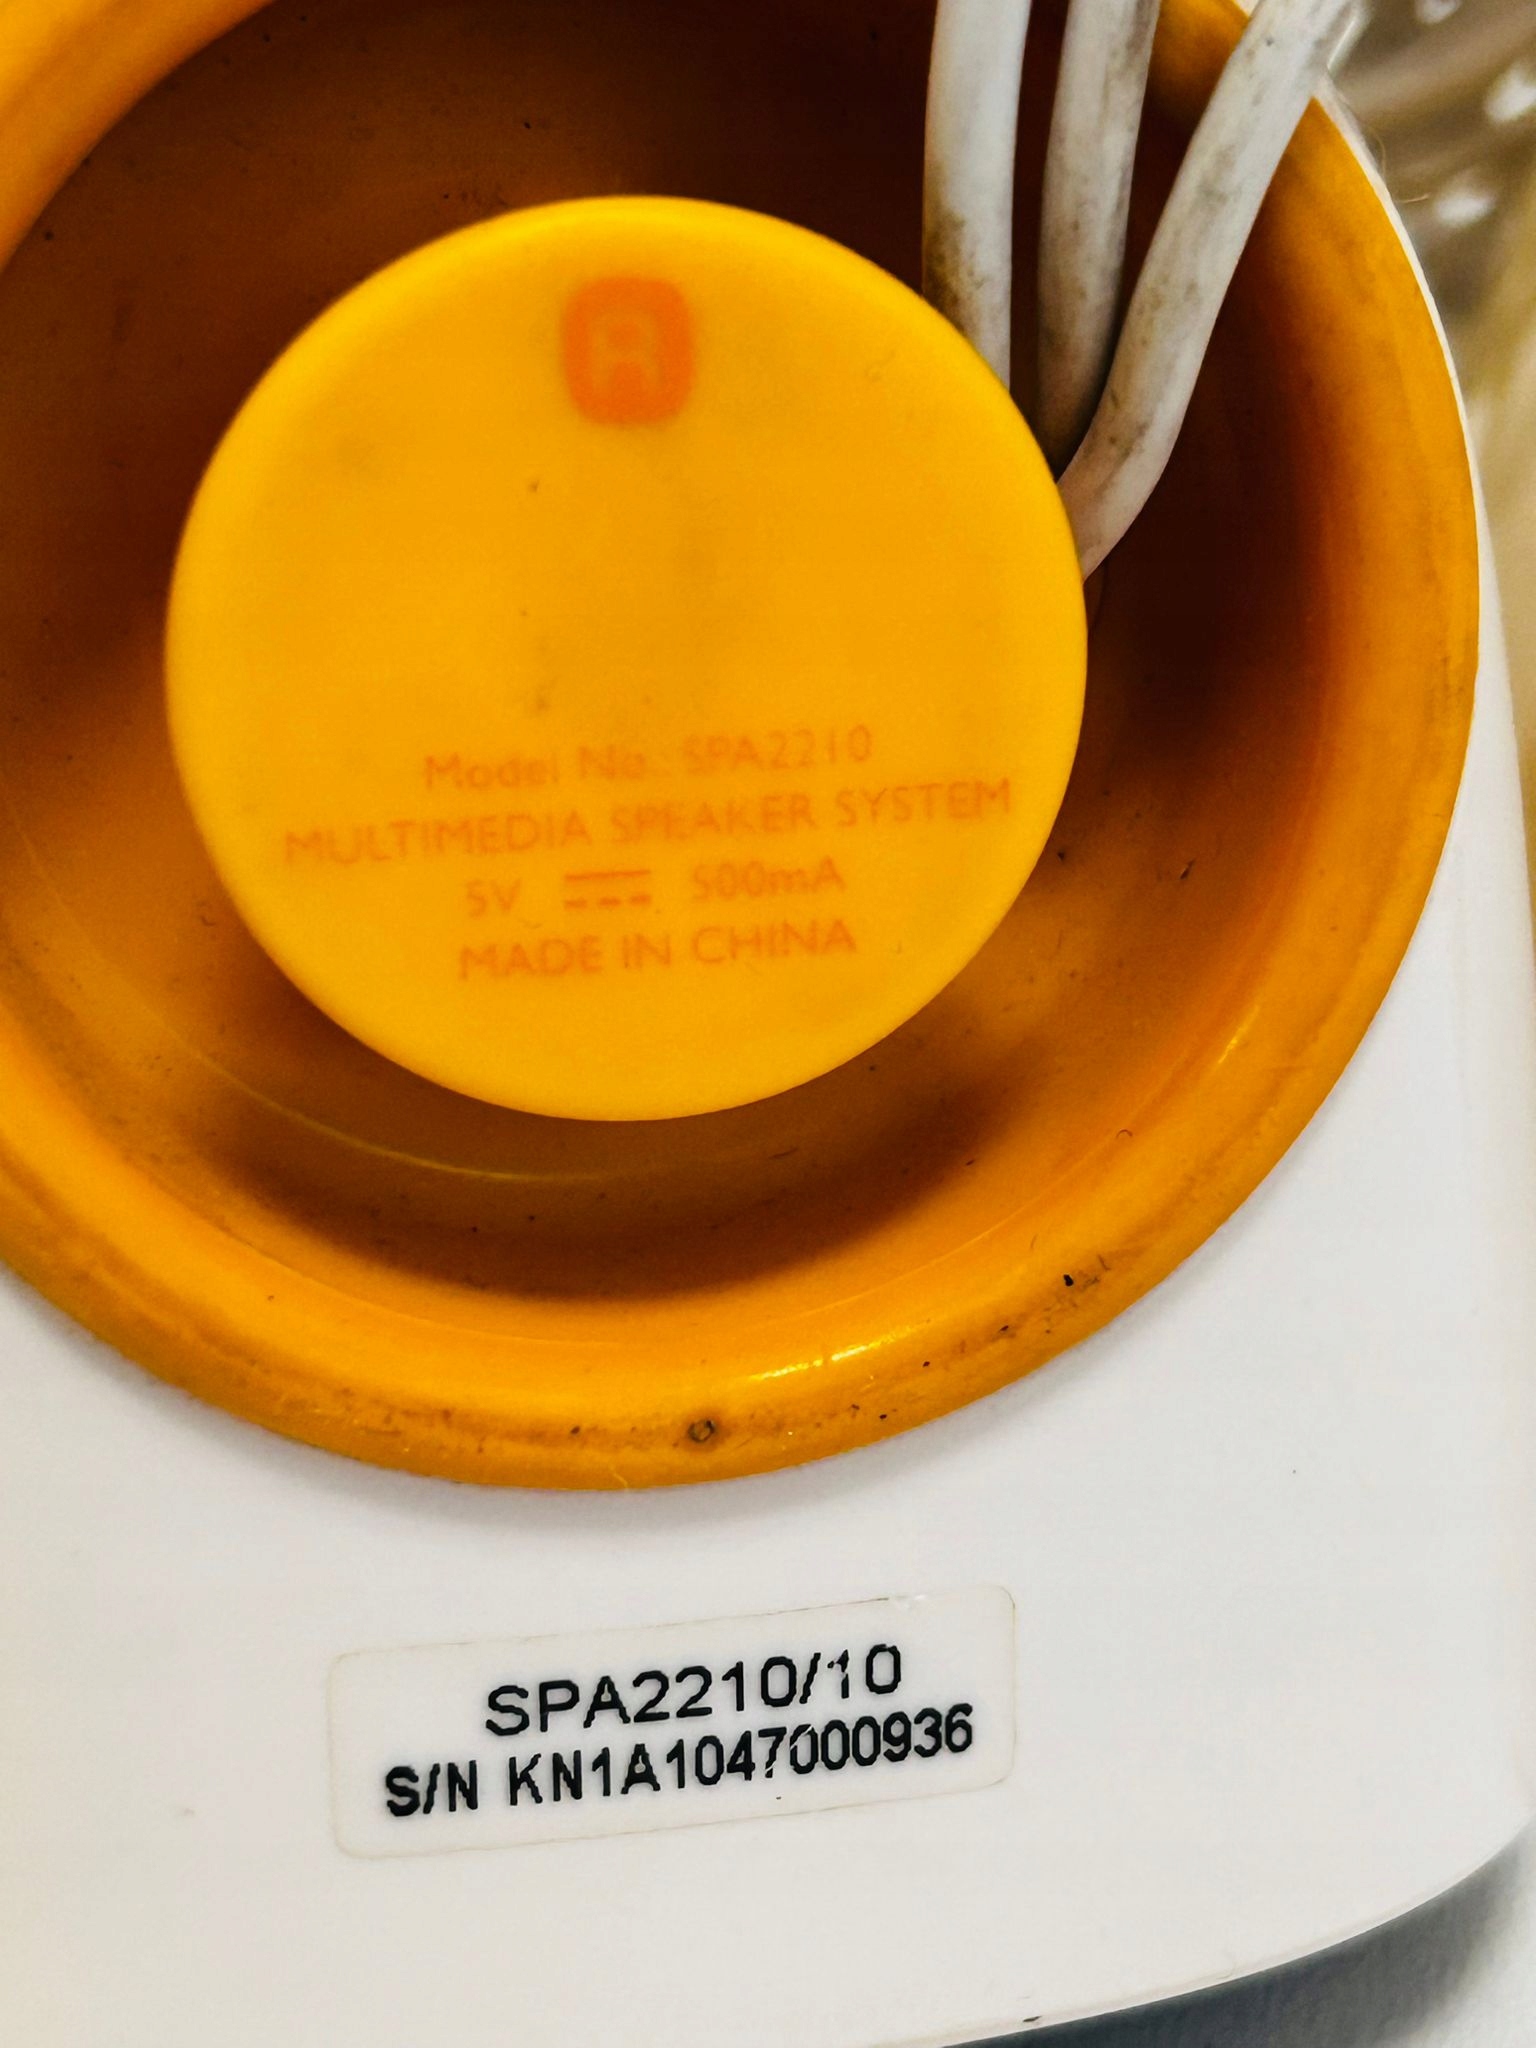 Model No.: SPA2210
MULTIMEDIA SPEAKER SYSTEM
5V ⎓ 500mA
MADE IN CHINA
SPA2210/10
S/N KN1A1047000936